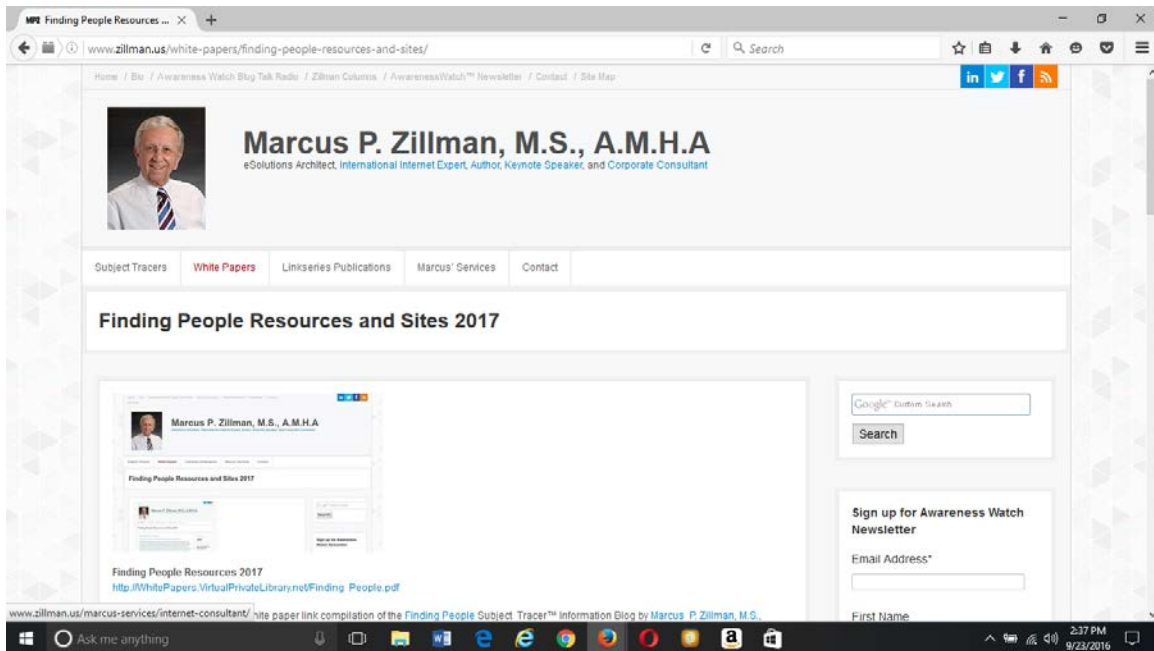 Finding People Resources ...
www.zillman.us/white-papers/finding-people-resources-and-sites/
Search
Home / Bio / Awareness Watch Blog Talk Radio / Zillman Columns / AwarenessWatch™ Newsletter / Contact / Site Map
Marcus P. Zillman, M.S., A.M.H.A
eSolutions Architect, International Internet Expert, Author, Keynote Speaker, and Corporate Consultant
Subject Tracers White Papers Linkseries Publications Marcus' Services Contact
Finding People Resources and Sites 2017
Marcus P. Zillman, M.S., A.M.H.A
Finding People Resources and Sites 2017
Google™ Custom Search
Search
Sign up for Awareness Watch
Newsletter
Email Address*
First Name
Finding People Resources 2017
http://WhitePapers.VirtualPrivateLibrary.net/Finding_People.pdf
white paper link compilation of the Finding People Subject Tracer™ Information Blog by Marcus P. Zillman, M.S.,
www.zillman.us/marcus-services/internet-consultant/
Ask me anything
2:37 PM
9/23/2016